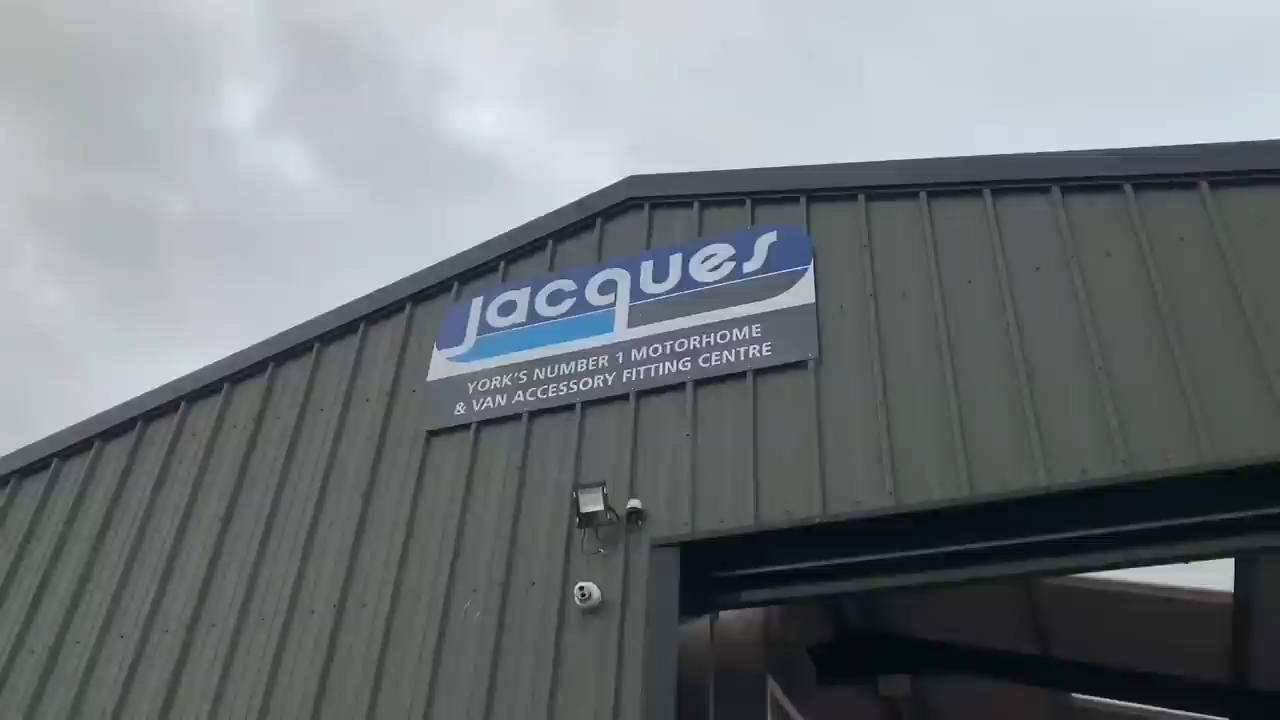 Jacques
YORK'S NUMBER 1 MOTORHOME
& VAN ACCESSORY FITTING CENTRE